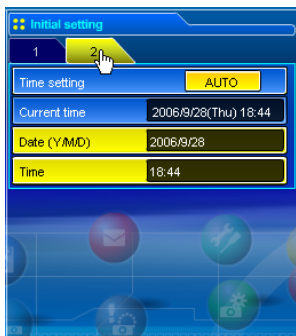 Initial setting
1 2
Time setting AUTO
Current time 2006/9/28(Thu) 18:44
Date (Y/M/D) 2006/9/28
Time 18:44